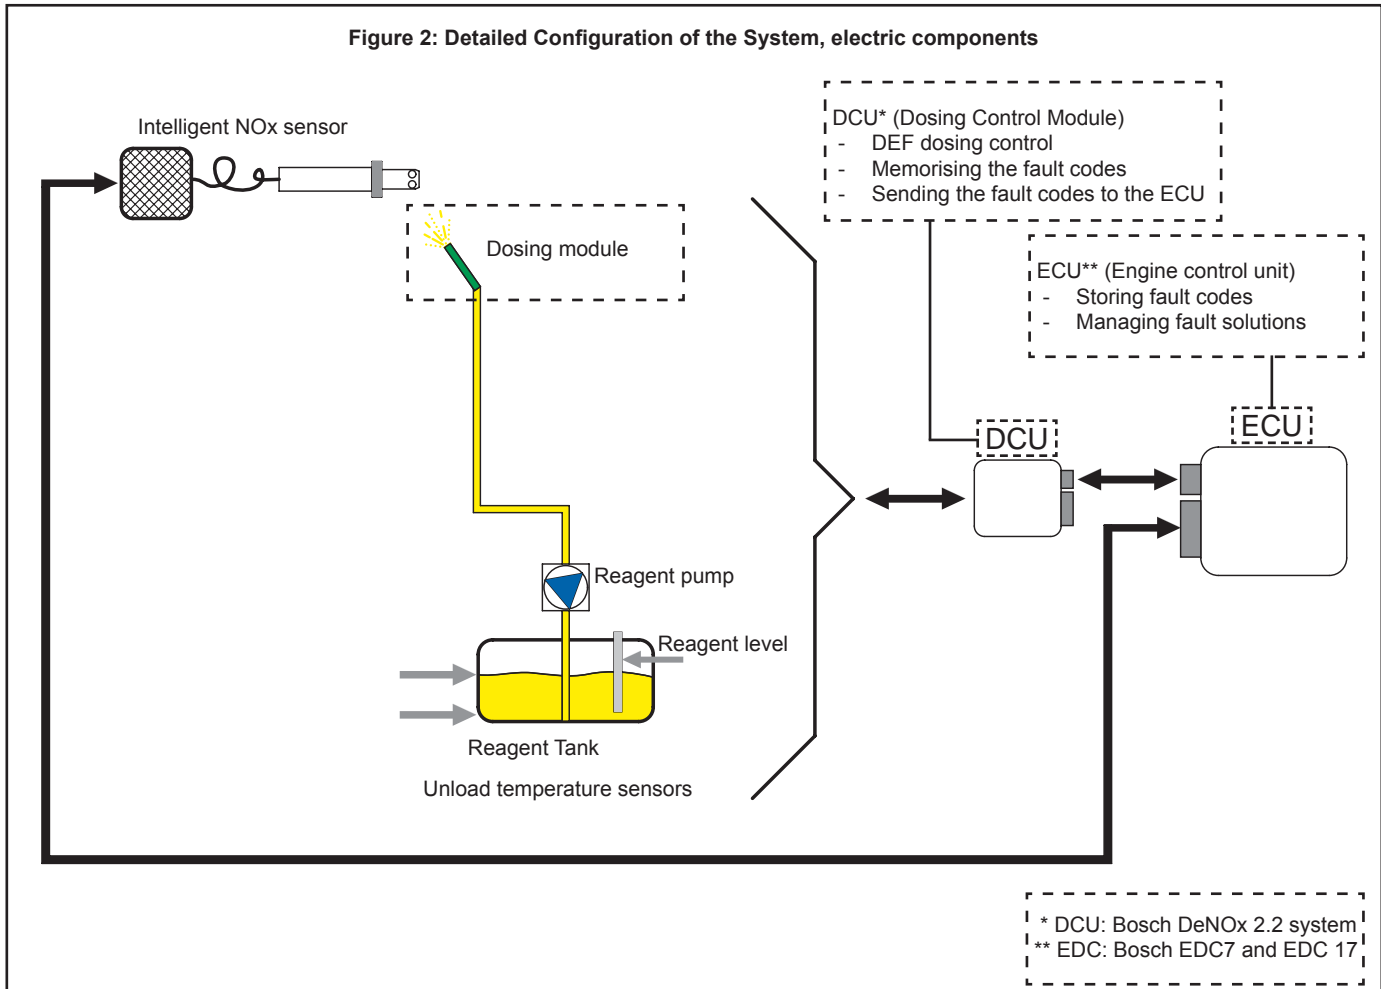 Figure 2: Detailed Configuration of the System, electric components
Intelligent NOx sensor
Dosing module
DCU* (Dosing Control Module)
- DEF dosing control
- Memorising the fault codes
- Sending the fault codes to the ECU
ECU** (Engine control unit)
- Storing fault codes
- Managing fault solutions
DCU
ECU
Reagent pump
Reagent level
Reagent Tank
Unload temperature sensors
* DCU: Bosch DeNOx 2.2 system
** EDC: Bosch EDC7 and EDC 17